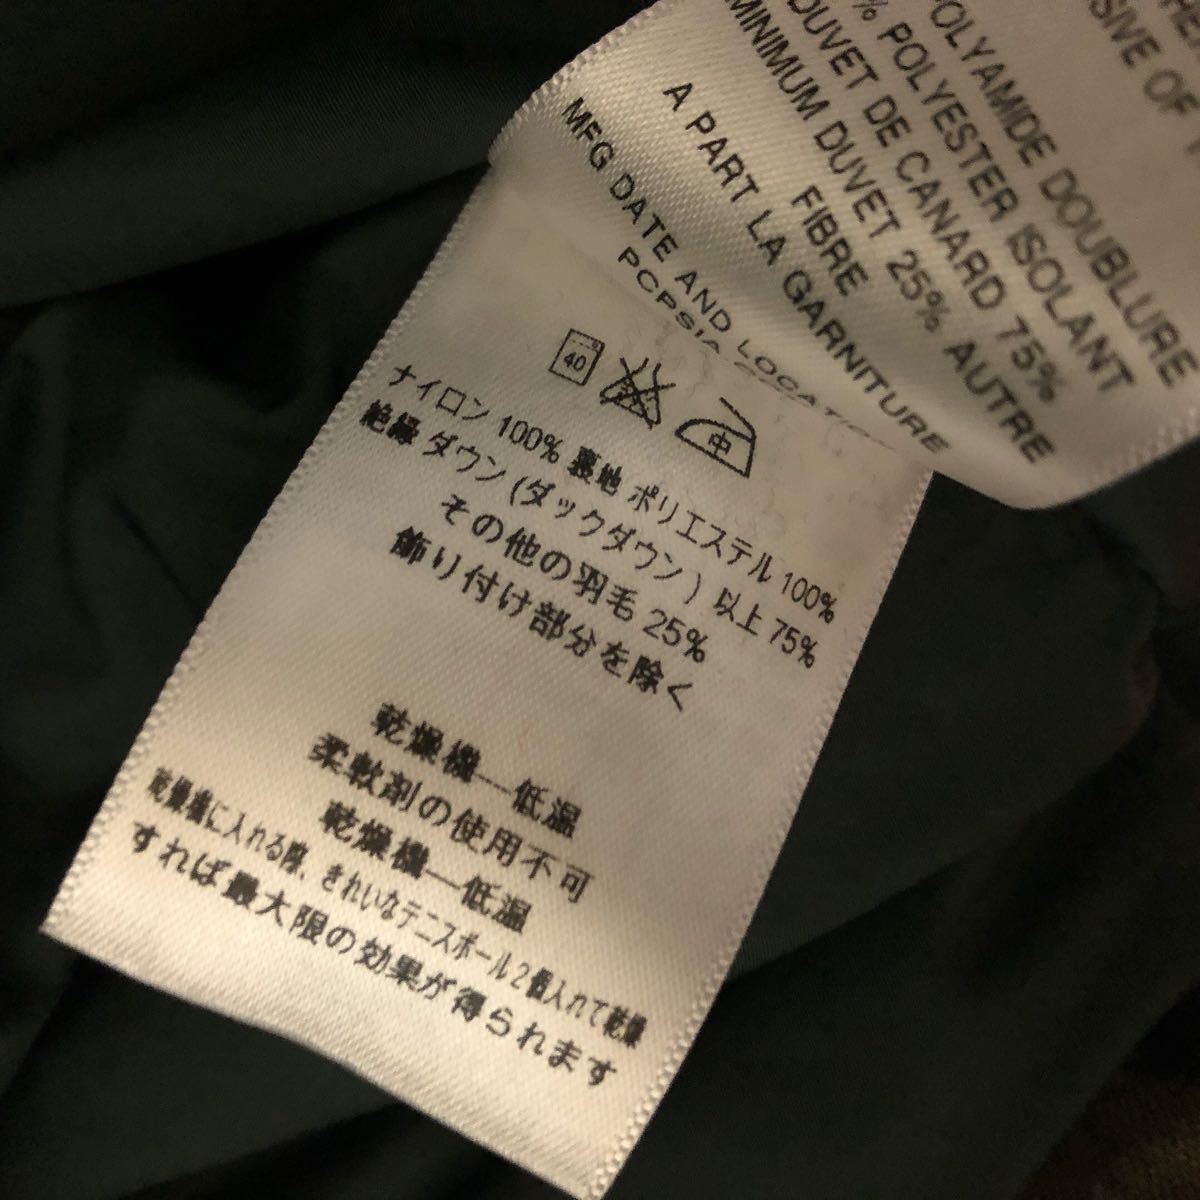 SIVE OF
POLYAMIDE DOUBLURE
% POLYESTER ISOLANT
DUVET DE CANARD 75%
MINIMUM DUVET 25% AUTRE
FIBRE
A PART LA GARNITURE
MFG DATE AND LOCATION
PCPSIA
40 中
ナイロン 100% 裏地 ポリエステル 100%
絶縁 ダウン (ダックダウン) 以上 75%
その他の羽毛 25%
飾り付け部分を除く
乾燥機—低温
柔軟剤の使用不可
乾燥機—低温
乾燥機に入れる際、きれいなテニスボール2個入れて乾燥
すれば最大限の効果が得られます